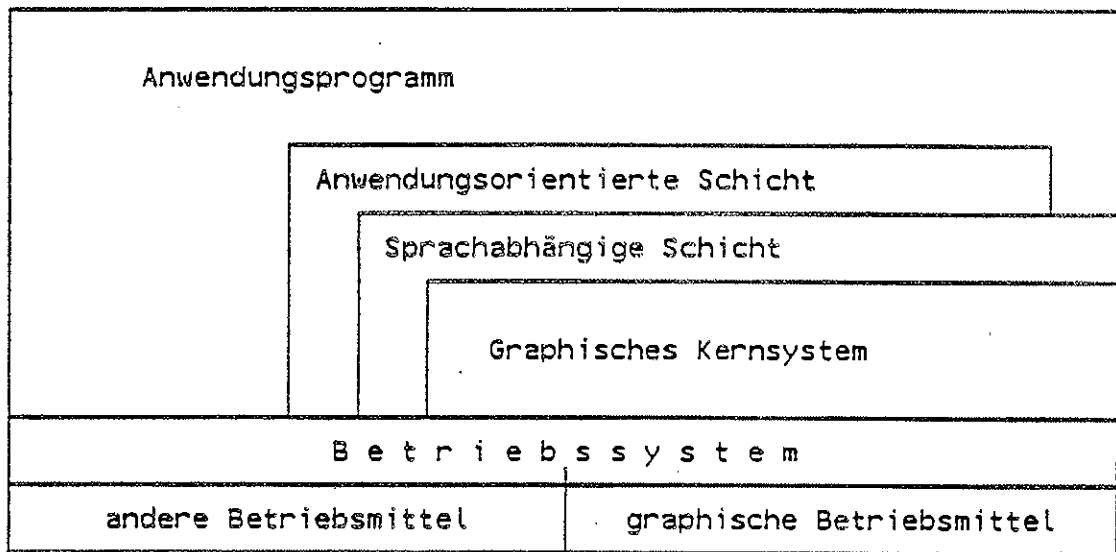 Anwendungsprogramm
Anwendungsorientierte Schicht
Sprachabhängige Schicht
Graphisches Kernsystem
B e t r i e b s s y s t e m
andere Betriebsmittel
graphische Betriebsmittel